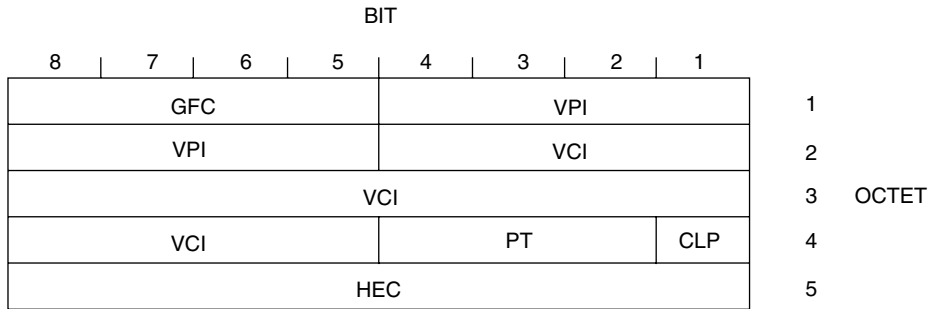 BIT
8 7 6 5 4 3 2 1
GFC VPI 1
VPI VCI 2
VCI 3 OCTET
VCI PT CLP 4
HEC 5